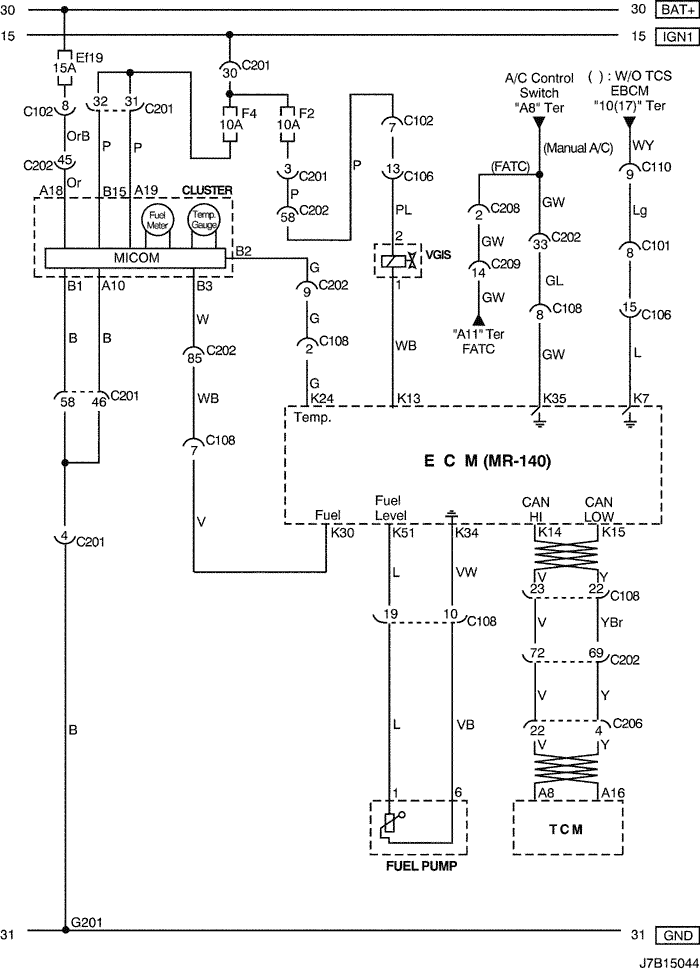 30 30 BAT+
15 15 IGN1
Ef19
15A
C201
30
A/C Control
Switch
"A8" Ter
( ) : W/O TCS
EBCM
"10(17)" Ter
8
C102
32 31
C201
F4
10A
F2
10A
7
C102
OrB
P P
(Manual A/C)
WY
45
C202
3
C201
P
13
C106
(FATC)
9
C110
Or
P
A18 B15 A19
CLUSTER
58
C202
PL
2
C208
GW
Lg
Fuel
Meter
Temp.
Gauge
2
VGIS
GW
33
C202
8
C101
MICOM
B2
G
14
C209
B1 A10 B3
9
C202
1
GW
GL
15
C106
W
G
"A11" Ter
FATC
8
C108
B B
85
C202
2
C108
WB
GW
L
WB
G
58 46
C201
K24 K13 K35 K7
Temp.
7
C108
E C M (MR-140)
V
Fuel
Fuel
Level
CAN
HI
CAN
LOW
4
C201
K30 K51 K34 K14 K15
L VW
V Y
23 22
C108
19 10
C108
V YBr
72 69
C202
B
L VB
V Y
22 4
C206
V Y
1 6
A8 A16
TCM
FUEL PUMP
G201
31 31 GND
J7B15044